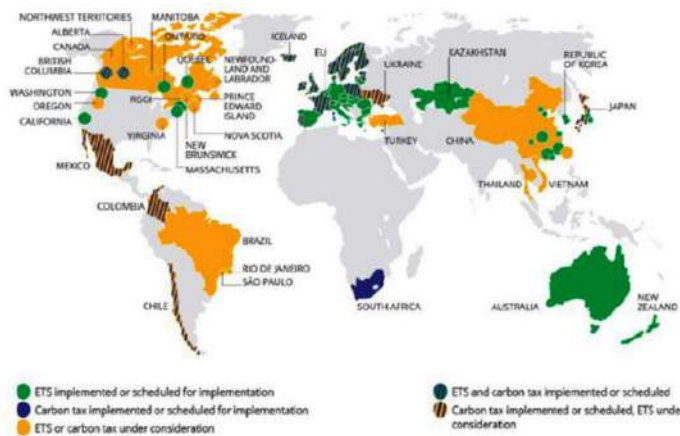 NORTHWEST TERRITORIES
MANITOBA
ALBERTA
ONTARIO
CANADA
QUEBEC
BRITISH
COLUMBIA
NEWFOUND-
LAND AND
LABRADOR
WASHINGTON
OREGON
RGGI
PRINCE
EDWARD
ISLAND
CALIFORNIA
VIRGINIA
NOVA SCOTIA
NEW
BRUNSWICK
MEXICO
MASSACHUSETTS
ICELAND
EU
UKRAINE
KAZAKHSTAN
REPUBLIC
OF KOREA
JAPAN
TURKEY
CHINA
THAILAND
VIETNAM
COLOMBIA
BRAZIL
RIO DE JANEIRO
SÃO PAULO
CHILE
SOUTH AFRICA
AUSTRALIA
NEW
ZEALAND
ETS implemented or scheduled for implementation
Carbon tax implemented or scheduled for implementation
ETS or carbon tax under consideration
ETS and carbon tax implemented or scheduled
Carbon tax implemented or scheduled, ETS under
consideration